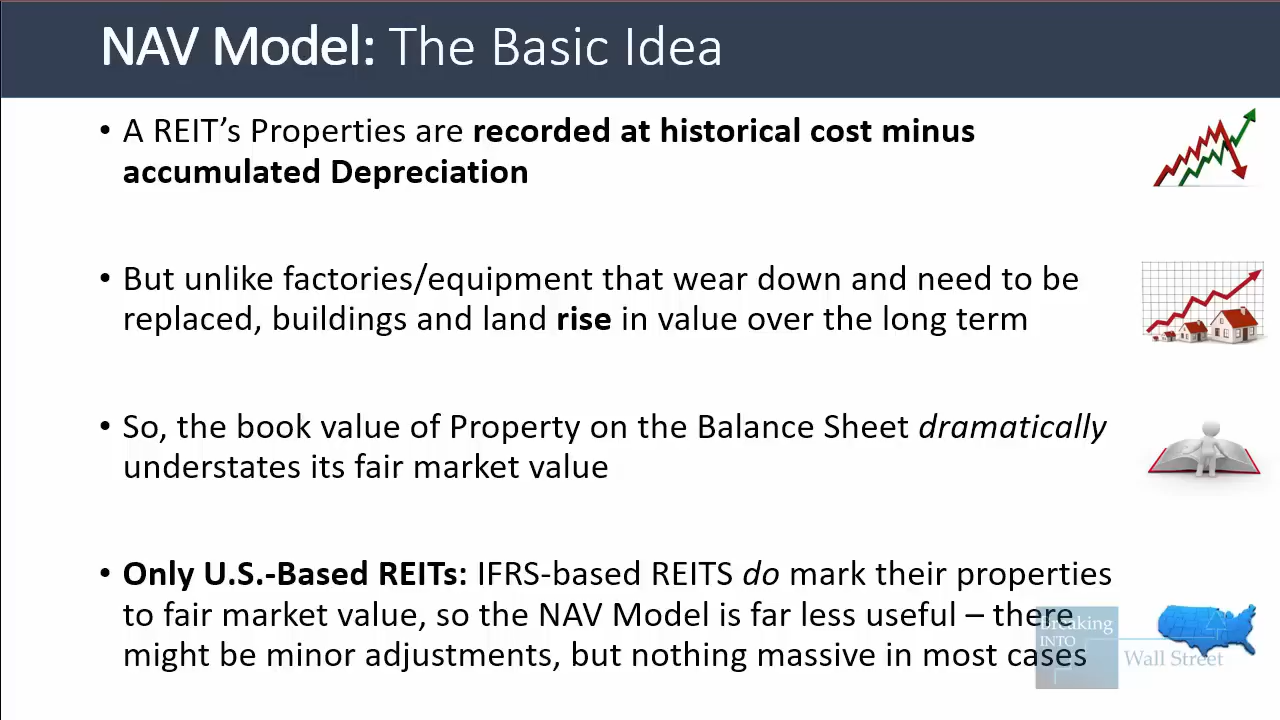 NAV Model: The Basic Idea
• A REIT’s Properties are recorded at historical cost minus
accumulated Depreciation
• But unlike factories/equipment that wear down and need to be
replaced, buildings and land rise in value over the long term
• So, the book value of Property on the Balance Sheet dramatically
understates its fair market value
• Only U.S.-Based REITs: IFRS-based REITS do mark their properties
to fair market value, so the NAV Model is far less useful – there
might be minor adjustments, but nothing massive in most cases
Breaking
INTO
Wall Street